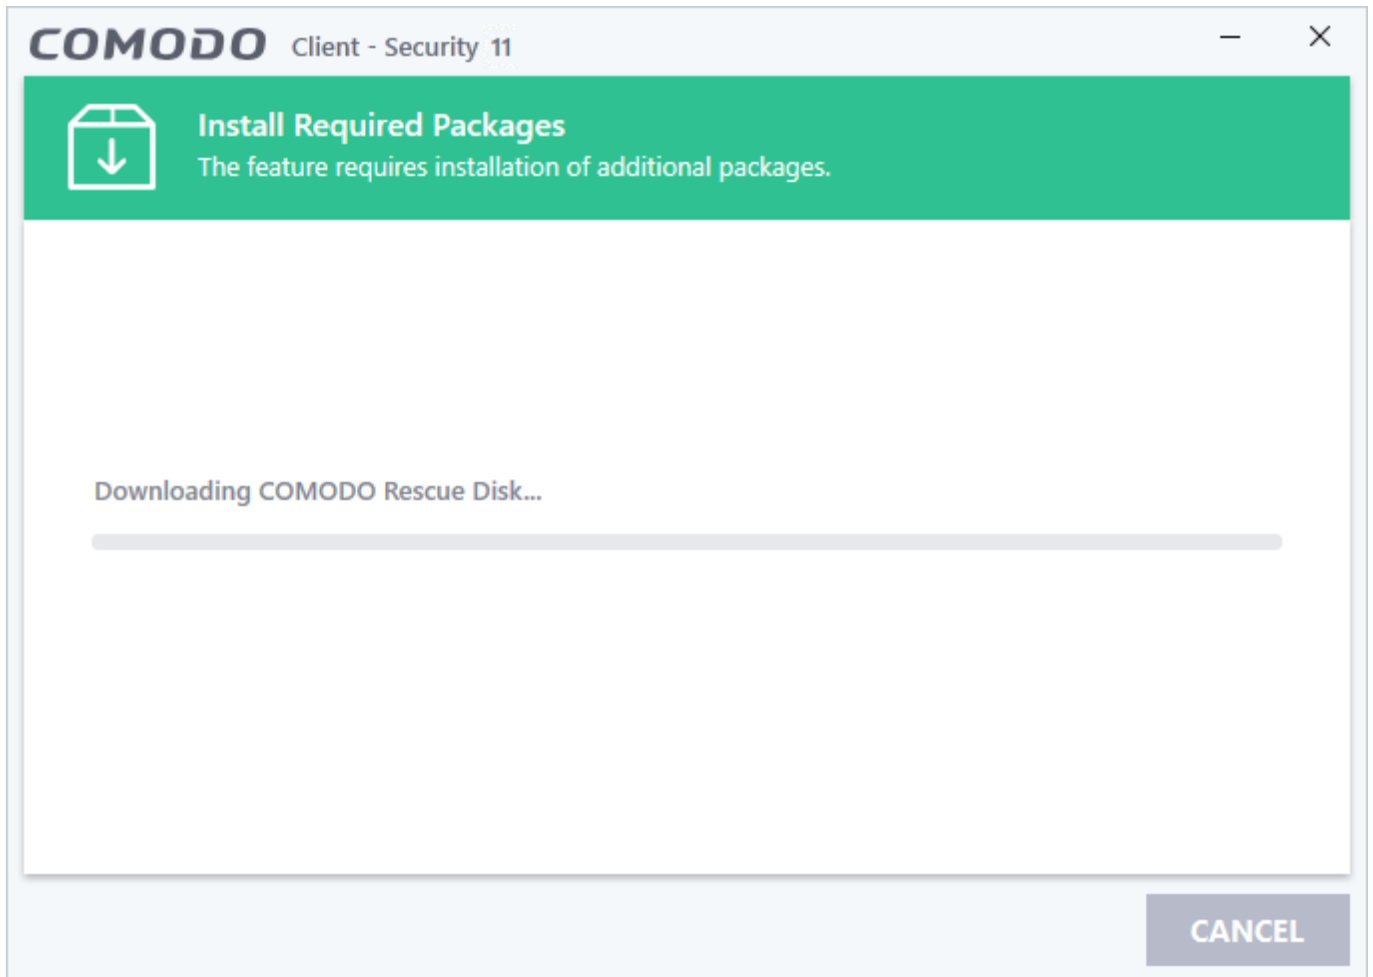 COMODO Client - Security 11
Install Required Packages
The feature requires installation of additional packages.
Downloading COMODO Rescue Disk...
CANCEL